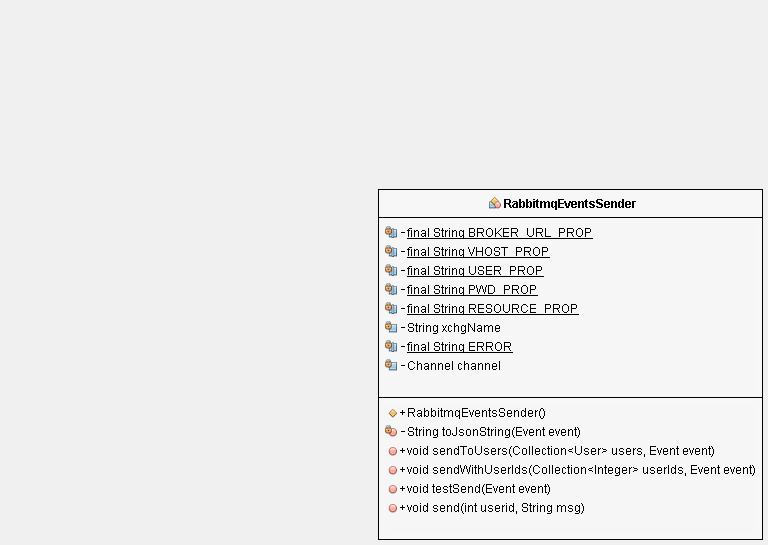 RabbitmqEventsSender
-final String BROKER_URL_PROP
-final String VHOST_PROP
-final String USER_PROP
-final String PWD_PROP
-final String RESOURCE_PROP
-String xchgName
-final String ERROR
-Channel channel
+RabbitmqEventsSender()
-String toJsonString(Event event)
+void sendToUsers(Collection<User> users, Event event)
+void sendWithUserIds(Collection<Integer> userIds, Event event)
+void testSend(Event event)
+void send(int userid, String msg)